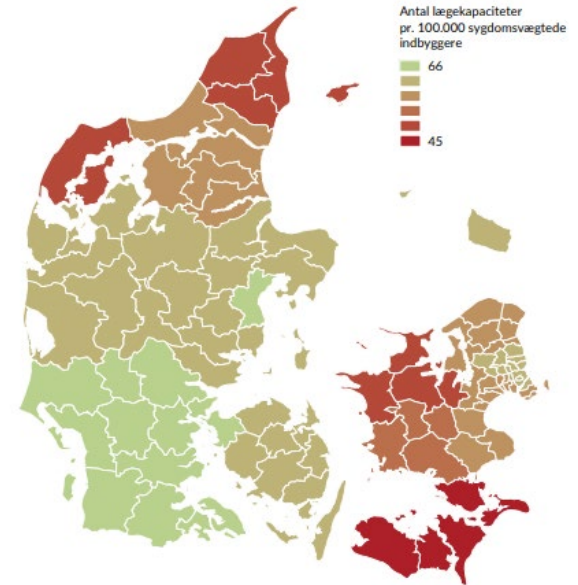 Antal lægekapaciteter
pr. 100.000 sygdomsvægtede
indbyggere
66
45